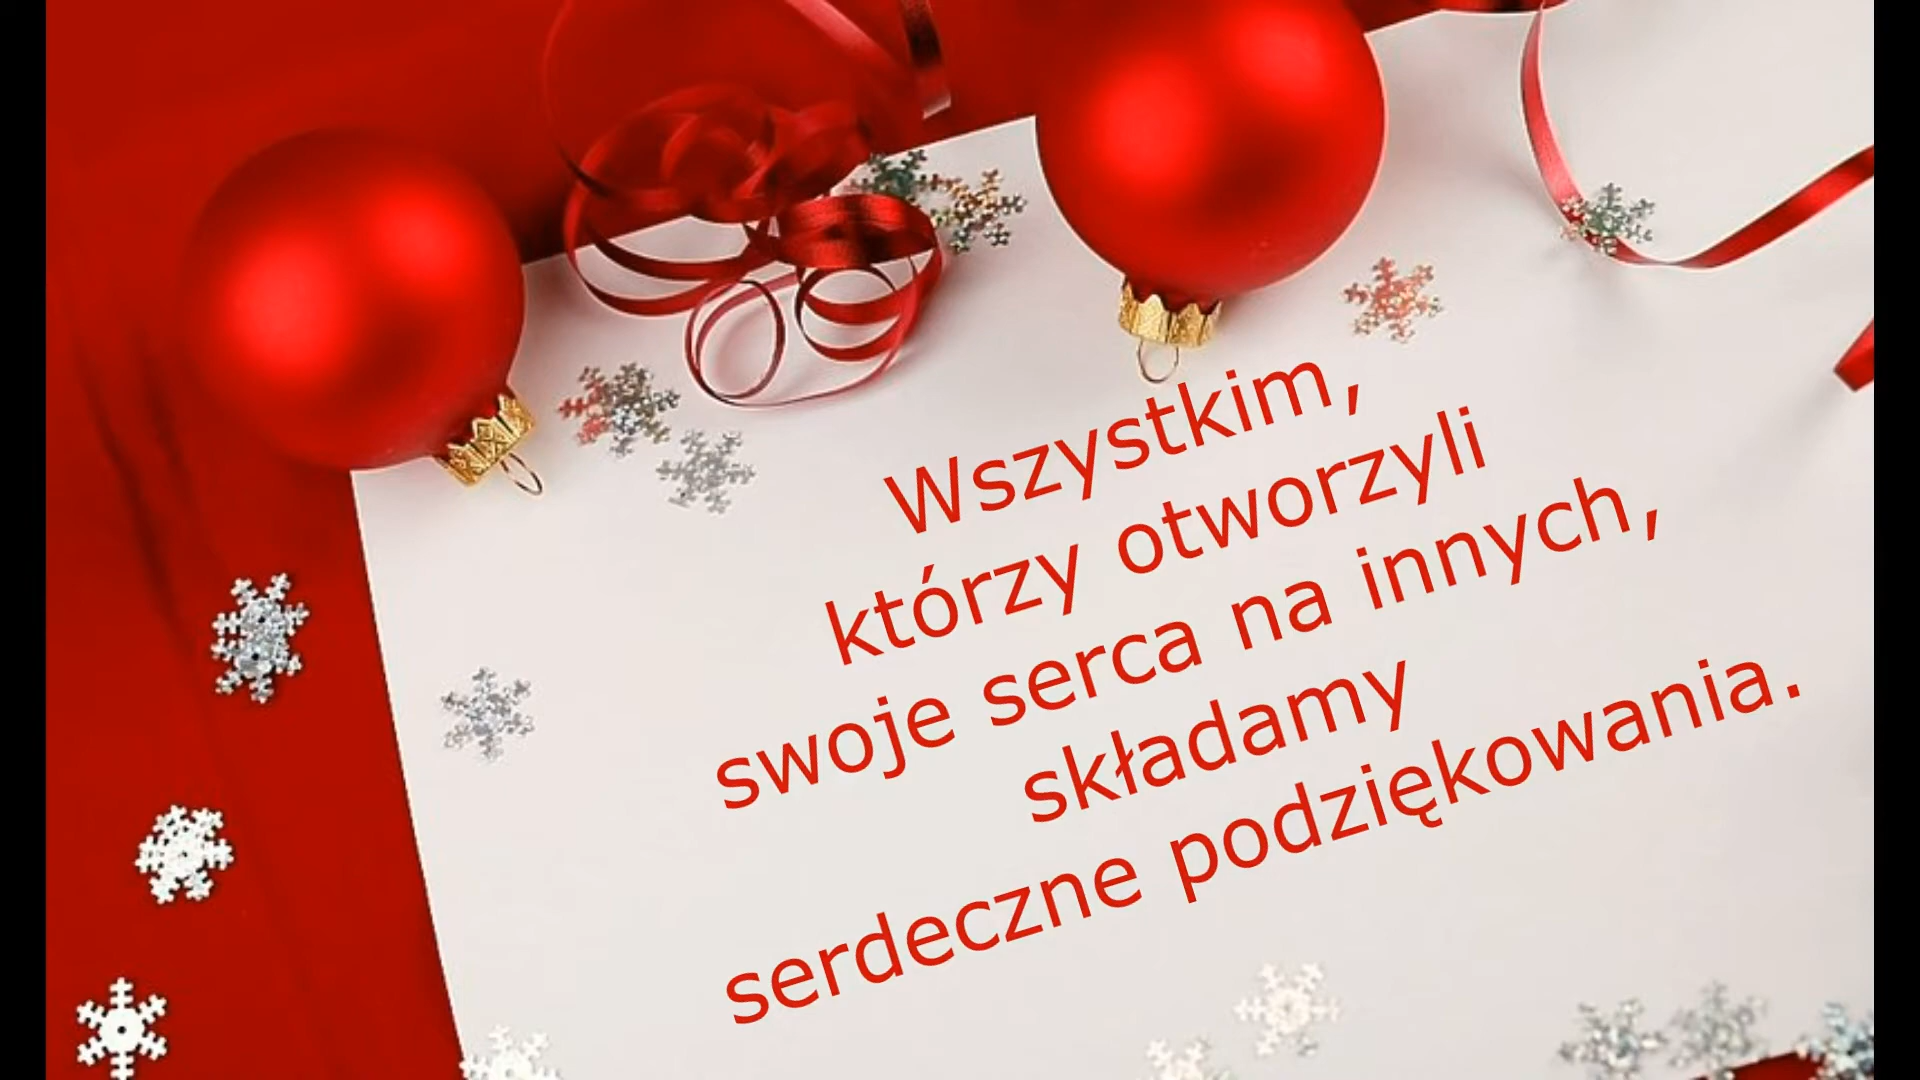 Wszystkim,
którzy otworzyli
swoje serca na innych,
składamy
serdeczne podziękowania.